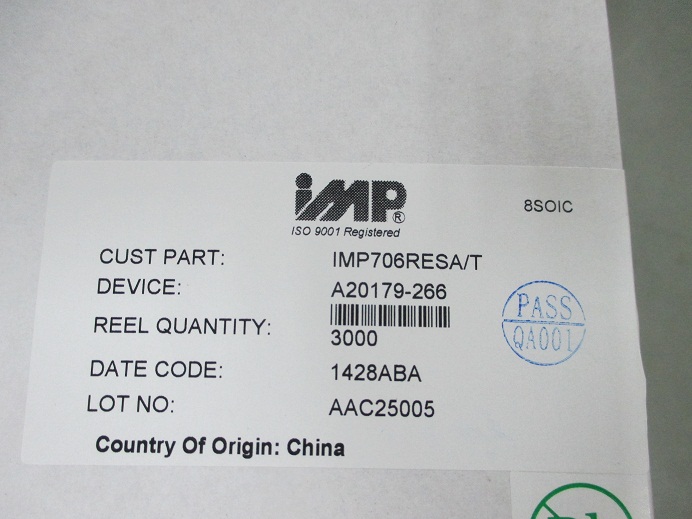 iMP®
ISO 9001 Registered
8SOIC
CUST PART: IMP706RESA/T
DEVICE: A20179-266
REEL QUANTITY: 3000
DATE CODE: 1428ABA
LOT NO: AAC25005
Country Of Origin: China
PASS
QA001
Pb